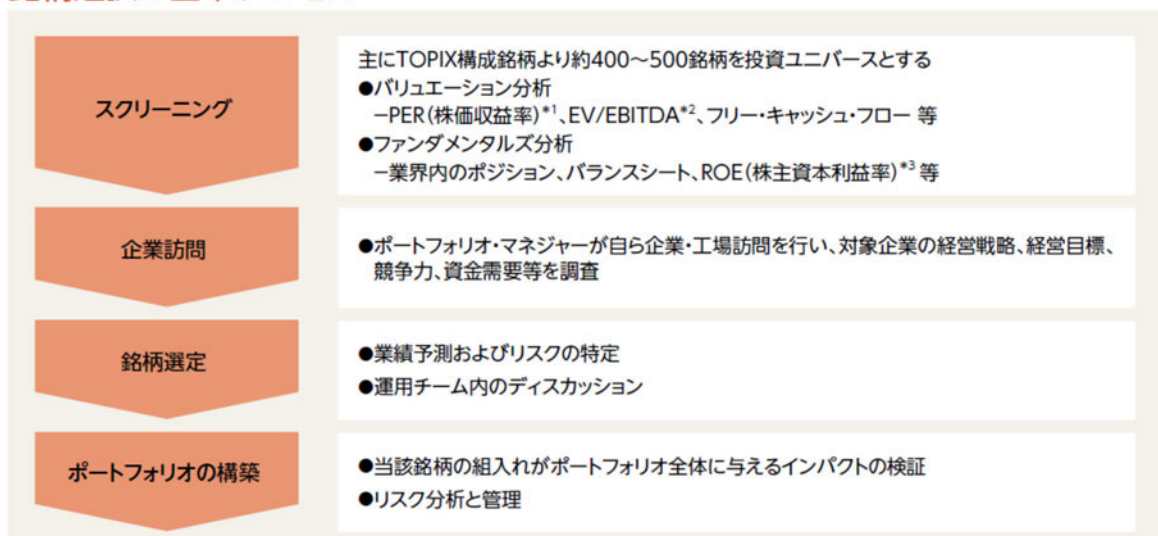 スクリーニング
主にTOPIX構成銘柄より約400～500銘柄を投資ユニバースとする
●バリュエーション分析
－PER(株価収益率)*1、EV/EBITDA*2、フリー・キャッシュ・フロー 等
●ファンダメンタルズ分析
－業界内のポジション、バランスシート、ROE(株主資本利益率)*3 等
企業訪問
●ポートフォリオ・マネジャーが自ら企業・工場訪問を行い、対象企業の経営戦略、経営目標、
競争力、資金需要等を調査
銘柄選定
●業績予測およびリスクの特定
●運用チーム内のディスカッション
ポートフォリオの構築
●当該銘柄の組入れがポートフォリオ全体に与えるインパクトの検証
●リスク分析と管理